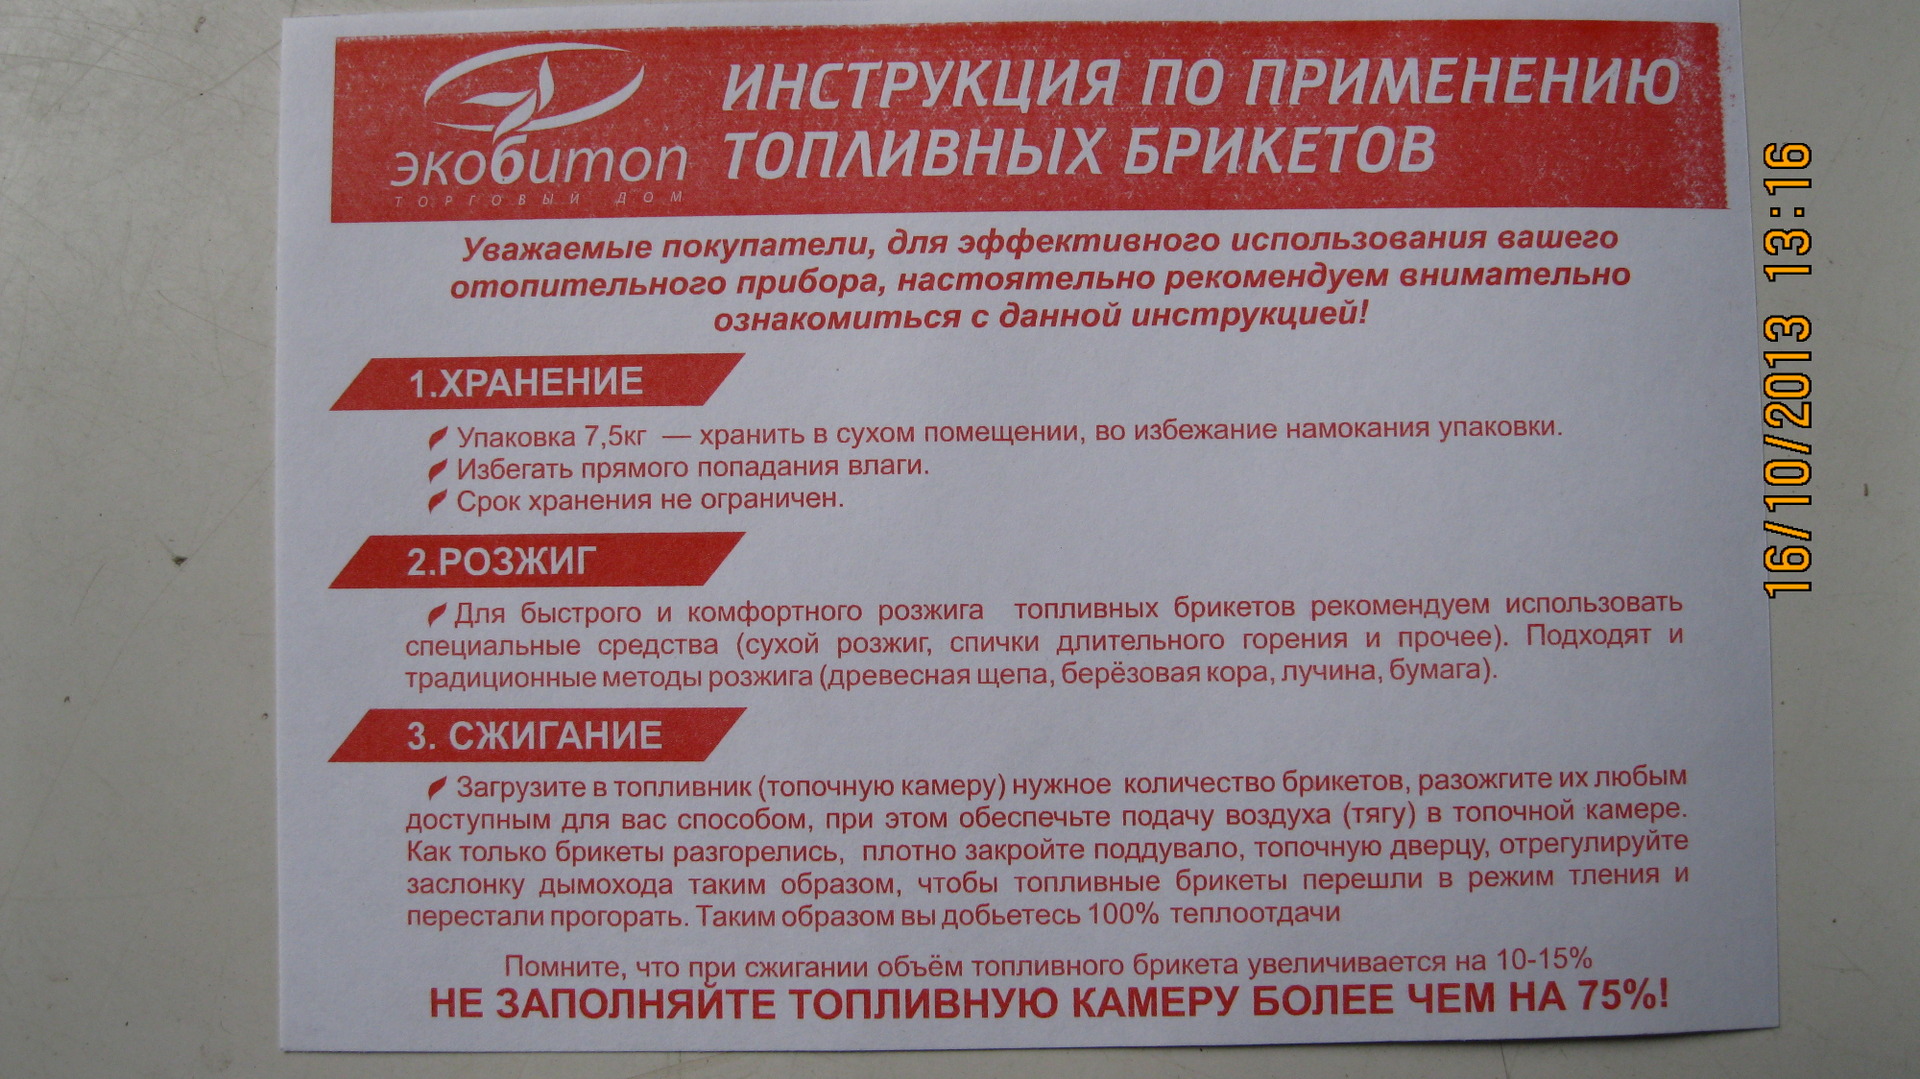 экобитоп
ТОРГОВЫЙ ДОМ
ИНСТРУКЦИЯ ПО ПРИМЕНЕНИЮ
ТОПЛИВНЫХ БРИКЕТОВ
Уважаемые покупатели, для эффективного использования вашего
отопительного прибора, настоятельно рекомендуем внимательно
ознакомиться с данной инструкцией!
1.ХРАНЕНИЕ
Упаковка 7,5кг — хранить в сухом помещении, во избежание намокания упаковки.
Избегать прямого попадания влаги.
Срок хранения не ограничен.
2.РОЗЖИГ
Для быстрого и комфортного розжига топливных брикетов рекомендуем использовать
специальные средства (сухой розжиг, спички длительного горения и прочее). Подходят и
традиционные методы розжига (древесная щепа, берёзовая кора, лучина, бумага).
3. СЖИГАНИЕ
Загрузите в топливник (топочную камеру) нужное количество брикетов, разожгите их любым
доступным для вас способом, при этом обеспечьте подачу воздуха (тягу) в топочной камере.
Как только брикеты разгорелись, плотно закройте поддувало, топочную дверцу, отрегулируйте
заслонку дымохода таким образом, чтобы топливные брикеты перешли в режим тления и
перестали прогорать. Таким образом вы добьетесь 100% теплоотдачи
Помните, что при сжигании объём топливного брикета увеличивается на 10-15%
НЕ ЗАПОЛНЯЙТЕ ТОПЛИВНУЮ КАМЕРУ БОЛЕЕ ЧЕМ НА 75%!
16/10/2013 13:16